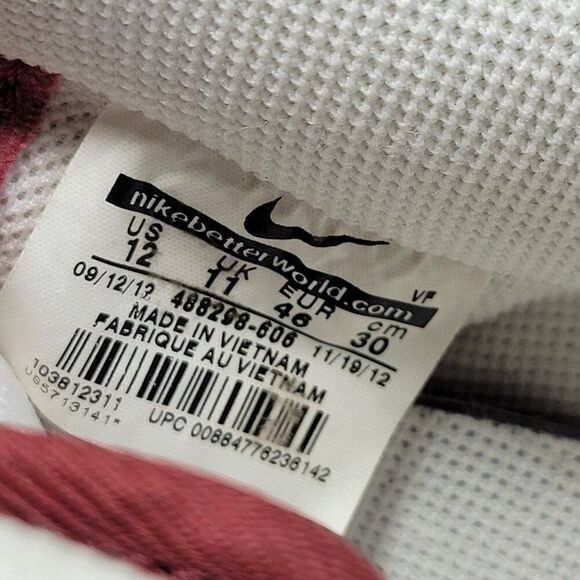 nikebetterworld.com
VF
US UK EUR cm
12 11 46 30
09/12/12 488298-606 11/19/12
MADE IN VIETNAM
FABRIQUE AU VIETNAM
103812311
UPC 00884776236142